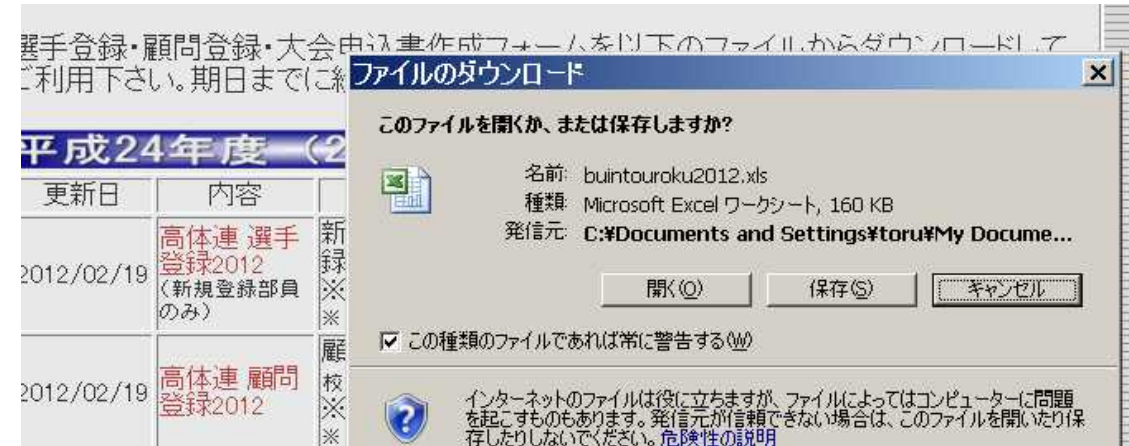 選手登録・顧問登録・大会申込書作成フォームを以下のファイルからダウンロードして
ご利用下さい。期日までに
ファイルのダウンロード
このファイルを開くか、または保存しますか?
名前: buintouroku2012.xls
種類: Microsoft Excel ワークシート, 160 KB
発信元: C:¥Documents and Settings¥toru¥My Docume...
開く(O) 保存(S) キャンセル
この種類のファイルであれば常に警告する(W)
インターネットのファイルは役に立ちますが、ファイルによってはコンピューターに問題
を起こすものもあります。発信元が信頼できない場合は、このファイルを開いたり保
存したりしないでください。危険性の説明
平成24年度 (2
更新日 内容
2012/02/19
高体連 選手
登録2012
(新規登録部員
のみ)
新
録
※
※
2012/02/19
高体連 顧問
登録2012
顧
校
※
※